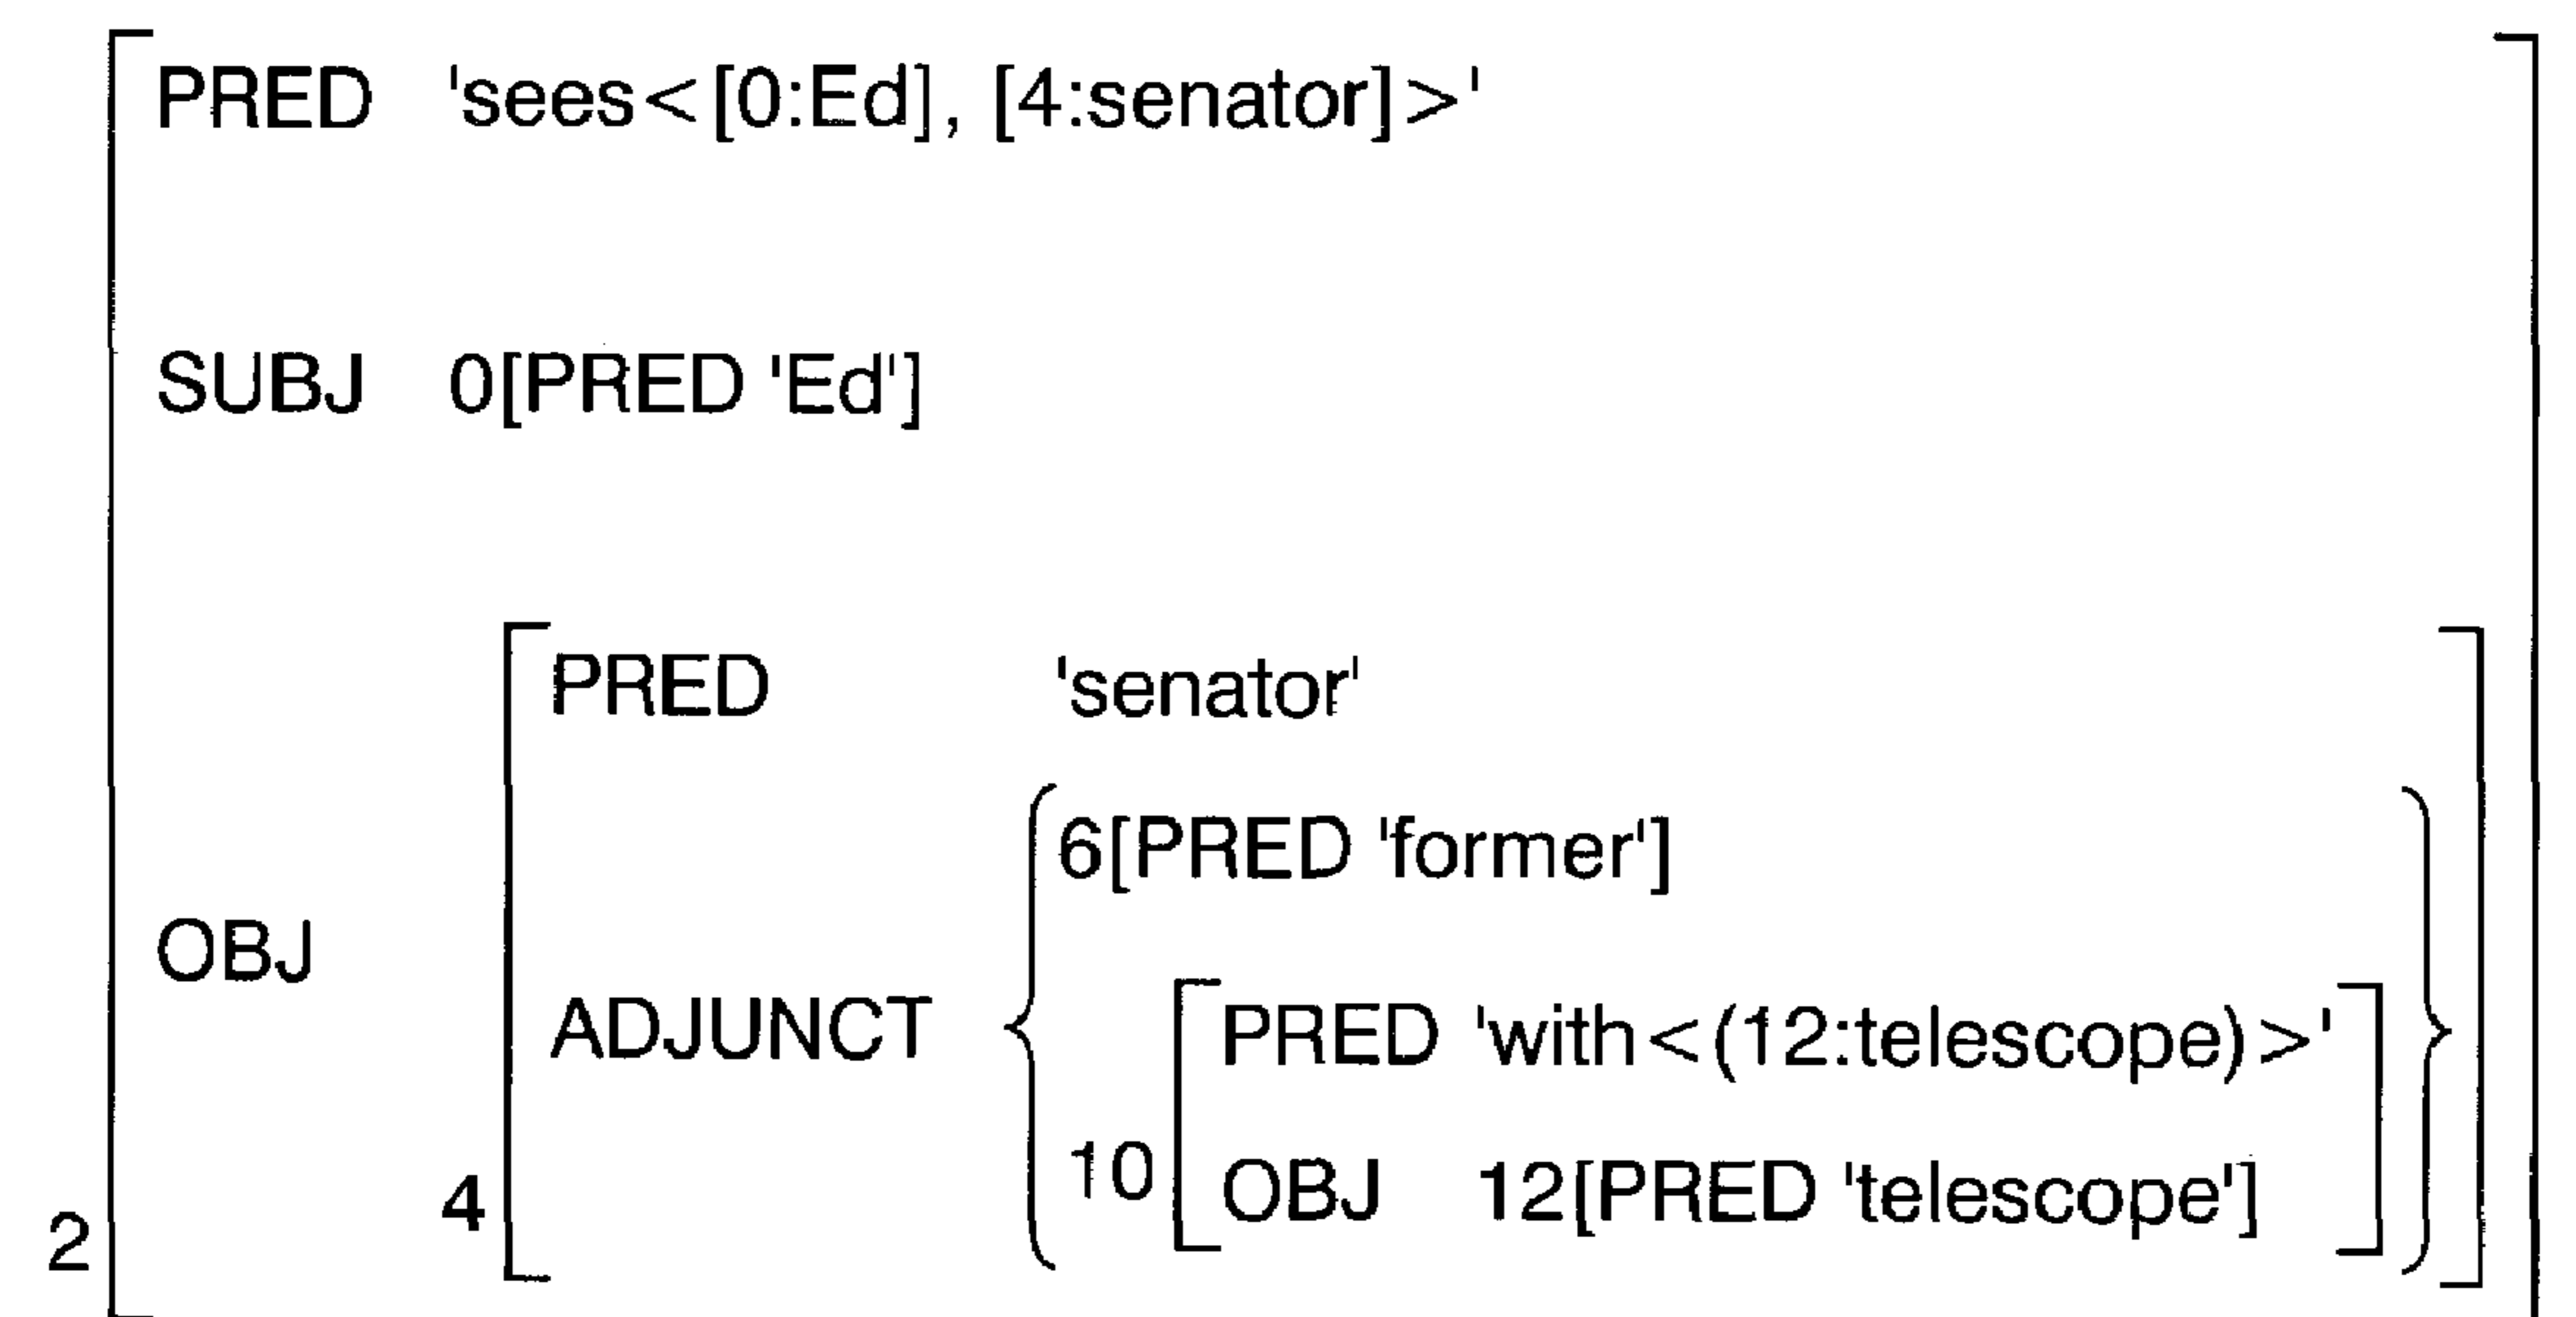 PRED 'sees<[0:Ed], [4:senator]>'
SUBJ 0[PRED 'Ed']
PRED 'senator'
6[PRED 'former']
OBJ
ADJUNCT
PRED 'with<(12:telescope)>'
10
OBJ 12[PRED 'telescope']
4
2